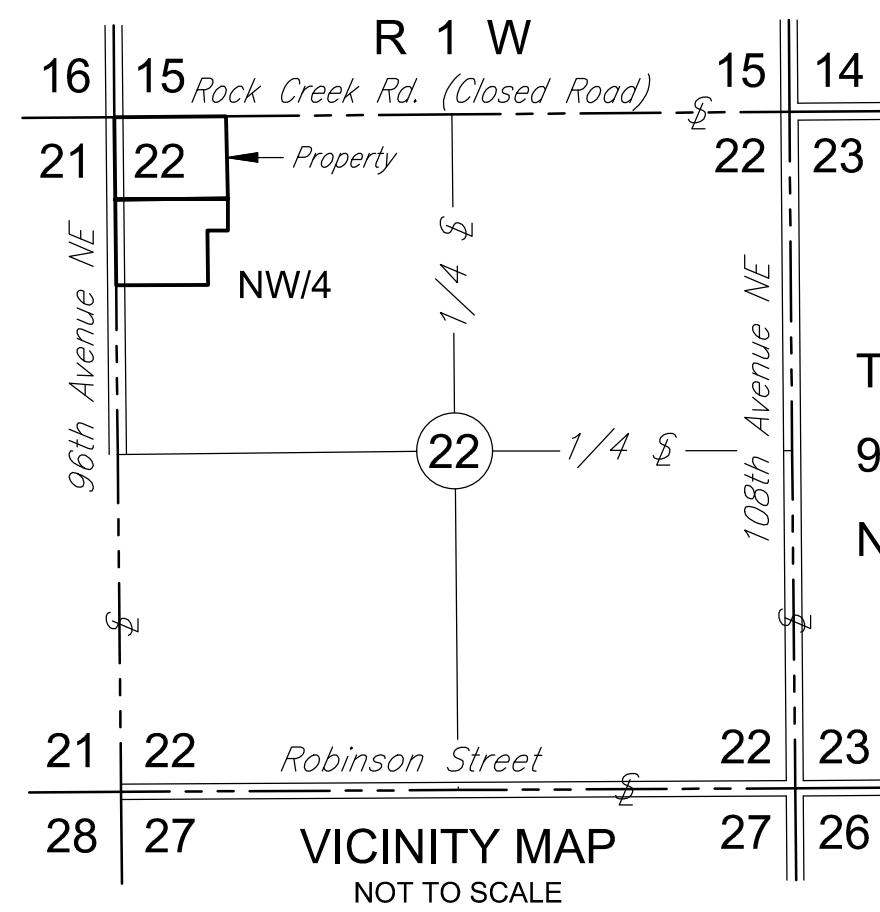 R 1 W
16 15
15 14
Rock Creek Rd. (Closed Road)
℄
21 22
22 23
Property
96th Avenue NE
NW/4
1/4 ℄
108th Avenue NE
T
9
N
22
1/4 ℄
℄
℄
21 22
22 23
Robinson Street
℄
28 27
27 26
VICINITY MAP
NOT TO SCALE